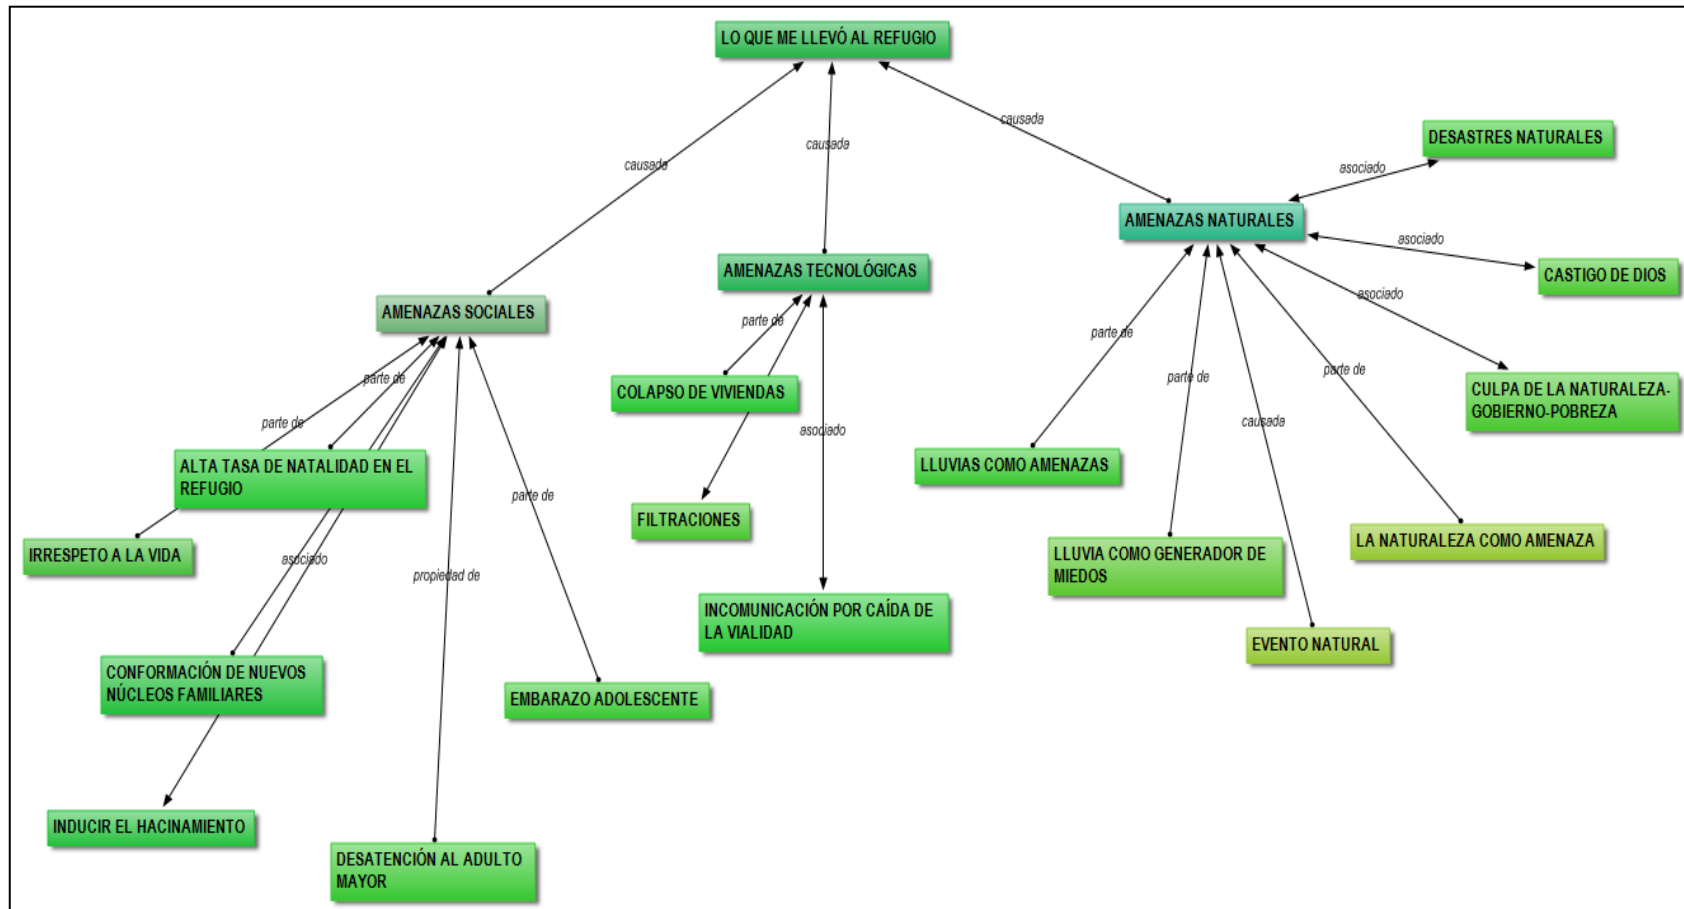 LO QUE ME LLEVÓ AL REFUGIO
causada
causada
causada
DESASTRES NATURALES
asociado
AMENAZAS NATURALES
asociado
CASTIGO DE DIOS
AMENAZAS TECNOLÓGICAS
asociado
AMENAZAS SOCIALES
parte de
parte de
parte de
parte de
parte de
COLAPSO DE VIVIENDAS
CULPA DE LA NATURALEZA-
GOBIERNO-POBREZA
parte de
asociado
causada
ALTA TASA DE NATALIDAD EN EL
REFUGIO
LLUVIAS COMO AMENAZAS
parte de
FILTRACIONES
IRRESPETO A LA VIDA
asociado
propiedad de
LLUVIA COMO GENERADOR DE
MIEDOS
LA NATURALEZA COMO AMENAZA
INCOMUNICACIÓN POR CAÍDA DE
LA VIALIDAD
EVENTO NATURAL
CONFORMACIÓN DE NUEVOS
NÚCLEOS FAMILIARES
EMBARAZO ADOLESCENTE
INDUCIR EL HACINAMIENTO
DESATENCIÓN AL ADULTO
MAYOR